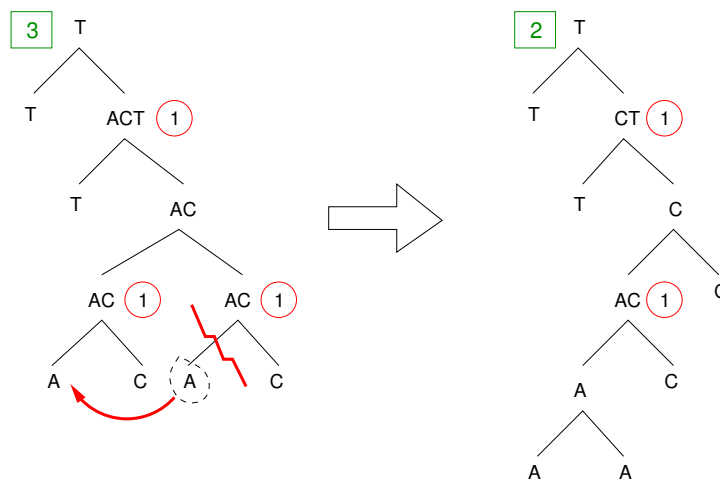 3 T
T ACT 1
T AC
AC 1 AC 1
A C A C
2 T
T CT 1
T C
AC 1
A C
A A